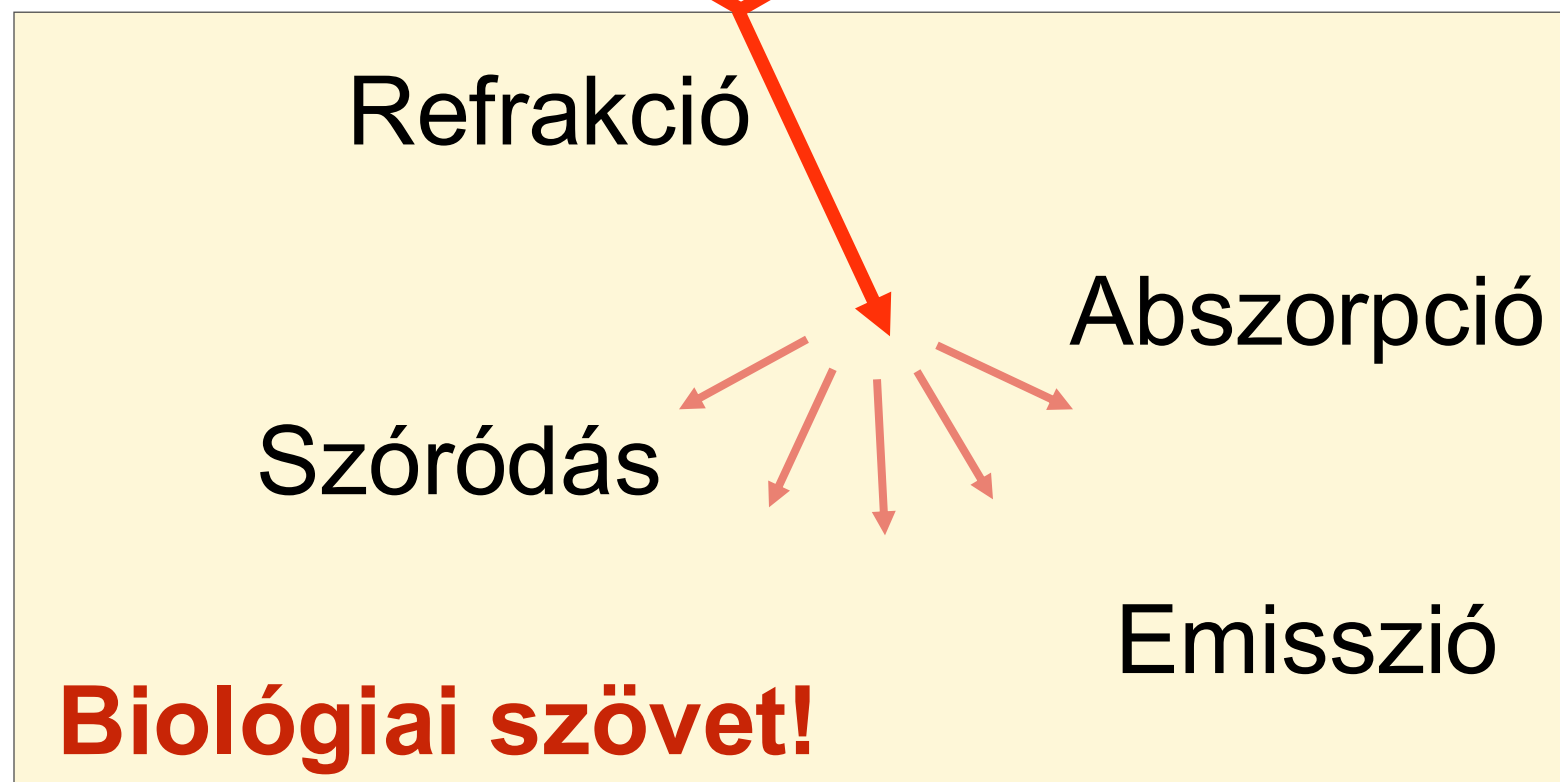 Refrakció
Abszorpció
Szóródás
Emisszió
Biológiai szövet!